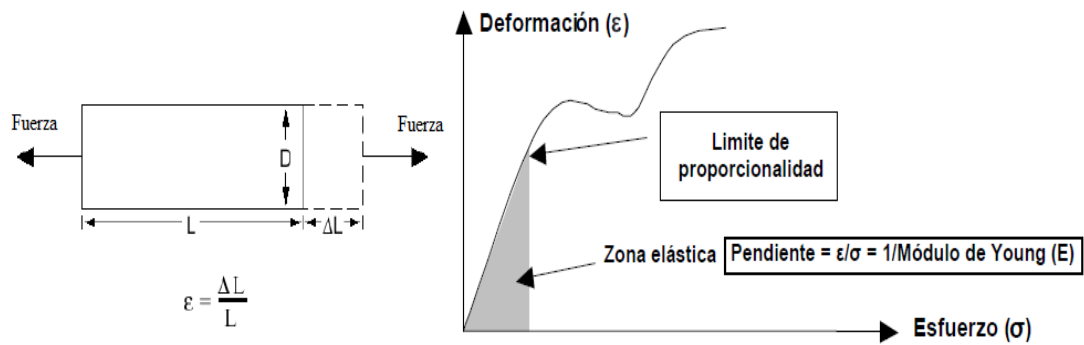 Deformación (ε)
Fuerza
Fuerza
D
L
ΔL
ε = ΔL / L
Limite de
proporcionalidad
Zona elástica
Pendiente = ε/σ = 1/Módulo de Young (E)
Esfuerzo (σ)